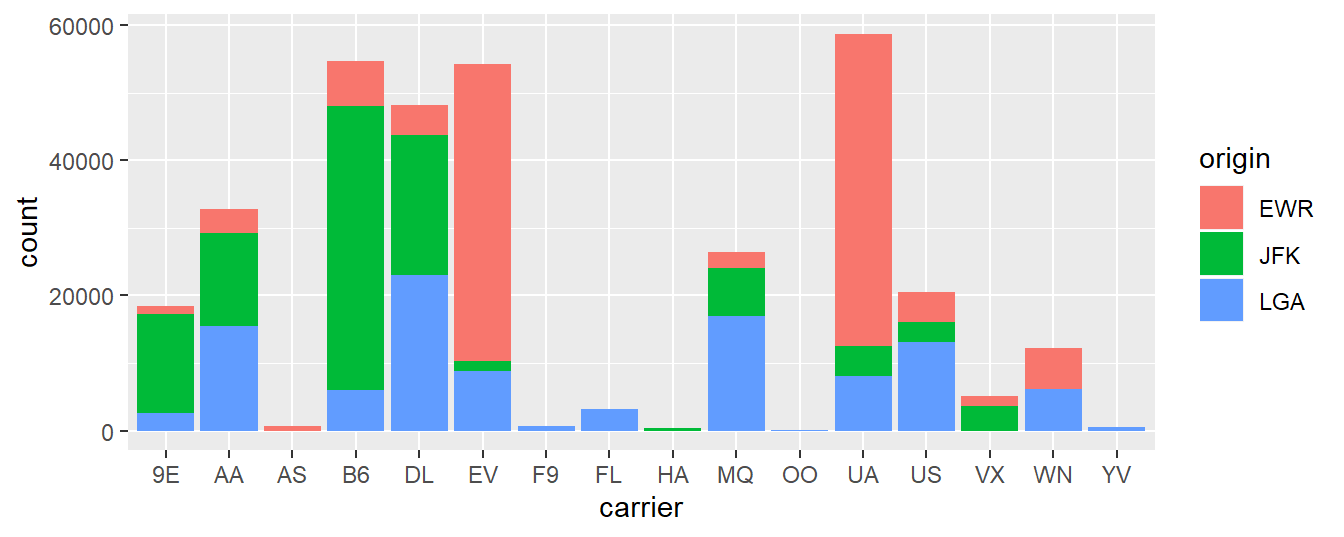 60000
40000
20000
0
count
9E AA AS B6 DL EV F9 FL HA MQ OO UA US VX WN YV
carrier
origin
EWR
JFK
LGA